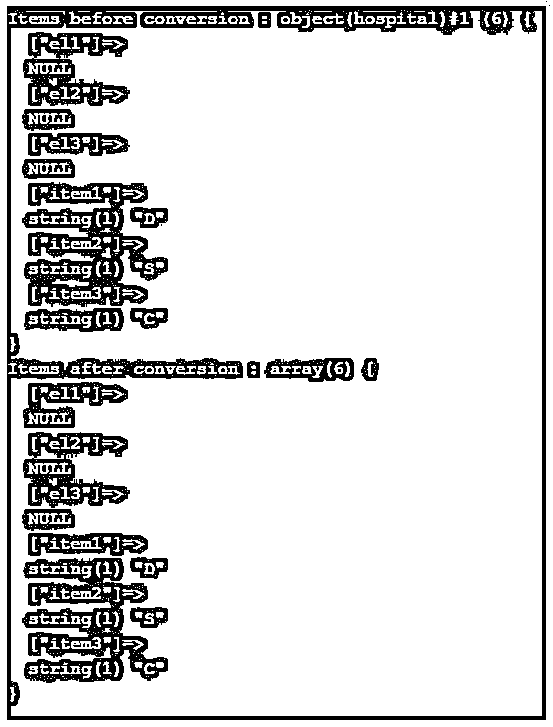 Items before conversion : object(hospital)#1 (6) {
["el1"]=>
NULL
["el2"]=>
NULL
["el3"]=>
NULL
["item1"]=>
string(1) "D"
["item2"]=>
string(1) "S"
["item3"]=>
string(1) "C"
}
Items after conversion : array(6) {
["el1"]=>
NULL
["el2"]=>
NULL
["el3"]=>
NULL
["item1"]=>
string(1) "D"
["item2"]=>
string(1) "S"
["item3"]=>
string(1) "C"
}